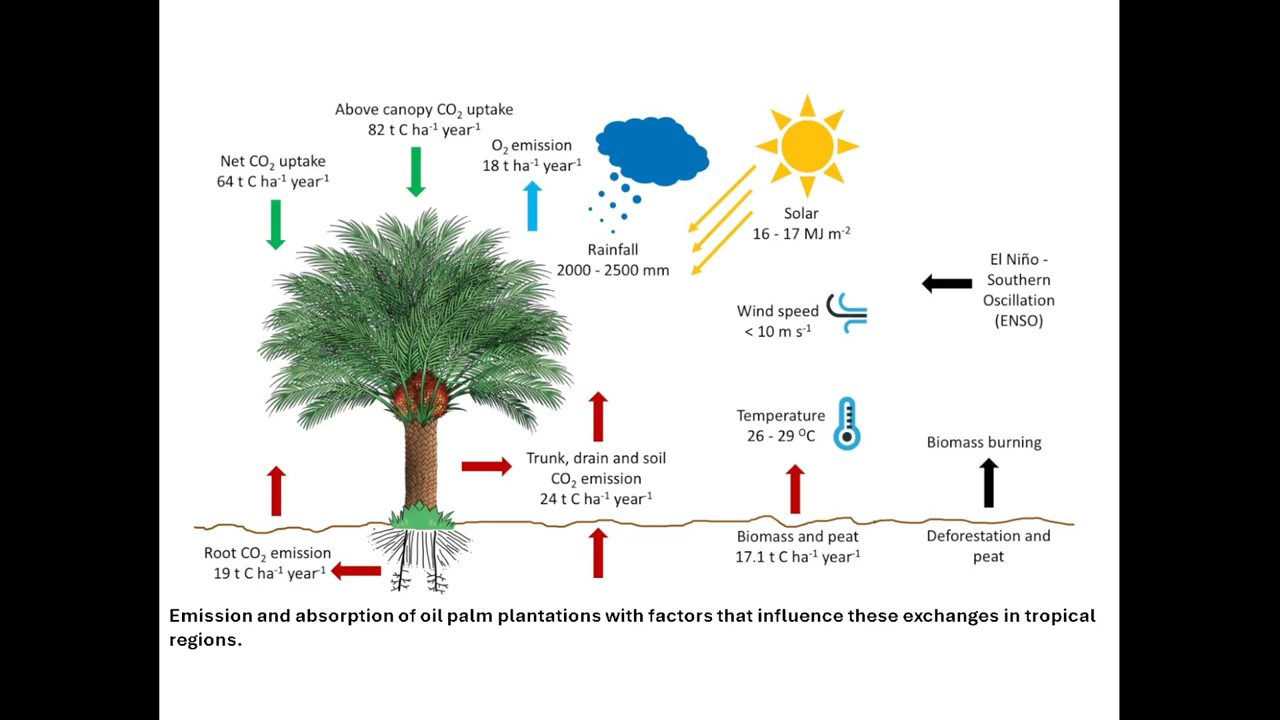 Above canopy CO₂ uptake
82 t C ha⁻¹ year⁻¹
Net CO₂ uptake
64 t C ha⁻¹ year⁻¹
O₂ emission
18 t ha⁻¹ year⁻¹
Rainfall
2000 - 2500 mm
Solar
16 - 17 MJ m⁻²
El Niño -
Southern
Oscillation
(ENSO)
Wind speed
< 10 m s⁻¹
Temperature
26 - 29 ⁰C
Biomass burning
Trunk, drain and soil
CO₂ emission
24 t C ha⁻¹ year⁻¹
Root CO₂ emission
19 t C ha⁻¹ year⁻¹
Biomass and peat
17.1 t C ha⁻¹ year⁻¹
Deforestation and
peat
Emission and absorption of oil palm plantations with factors that influence these exchanges in tropical
regions.